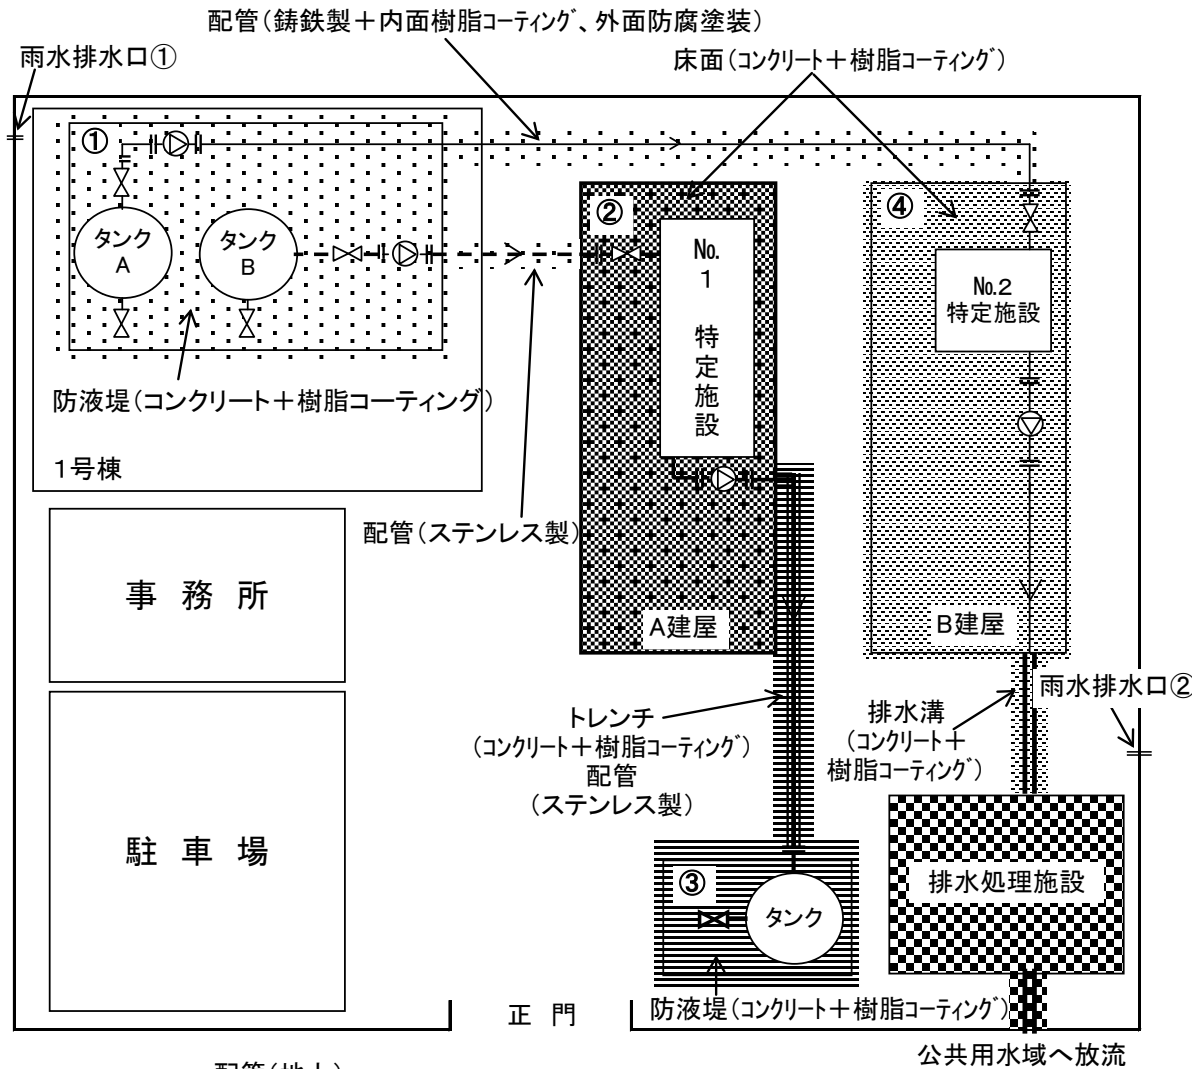 配管(鋳鉄製+内面樹脂コーティング、外面防腐塗装)
雨水排水口①
床面(コンクリート+樹脂コーティング)
①
タンク
A
タンク
B
②
No.
1
特
定
施
設
④
No.2
特定施設
防液堤(コンクリート+樹脂コーティング)
1号棟
配管(ステンレス製)
事 務 所
A建屋
B建屋
雨水排水口②
トレンチ
(コンクリート+樹脂コーティング)
配管
(ステンレス製)
排水溝
(コンクリート+
樹脂コーティング)
駐 車 場
③
タンク
排水処理施設
防液堤(コンクリート+樹脂コーティング)
正 門
公共用水域へ放流